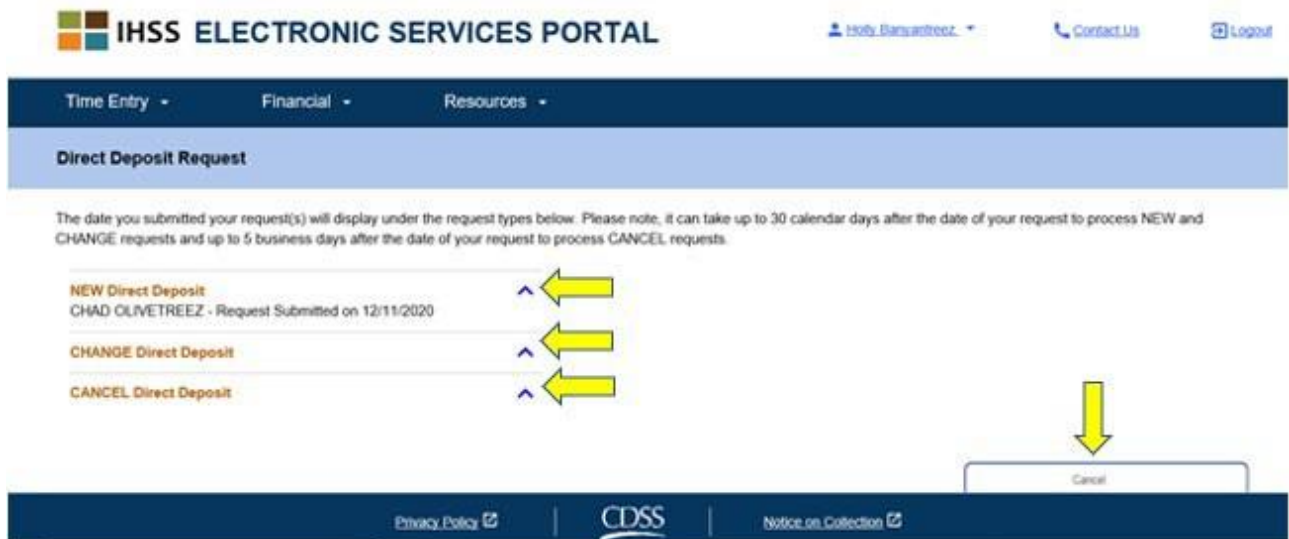 IHSS ELECTRONIC SERVICES PORTAL
Holly Banyantreez
Contact Us
Logout
Time Entry
Financial
Resources
Direct Deposit Request
The date you submitted your request(s) will display under the request types below. Please note, it can take up to 30 calendar days after the date of your request to process NEW and
CHANGE requests and up to 5 business days after the date of your request to process CANCEL requests.
NEW Direct Deposit
CHAD OLIVETREEZ - Request Submitted on 12/11/2020
CHANGE Direct Deposit
CANCEL Direct Deposit
Cancel
Privacy Policy
CDSS
Notice on Collection